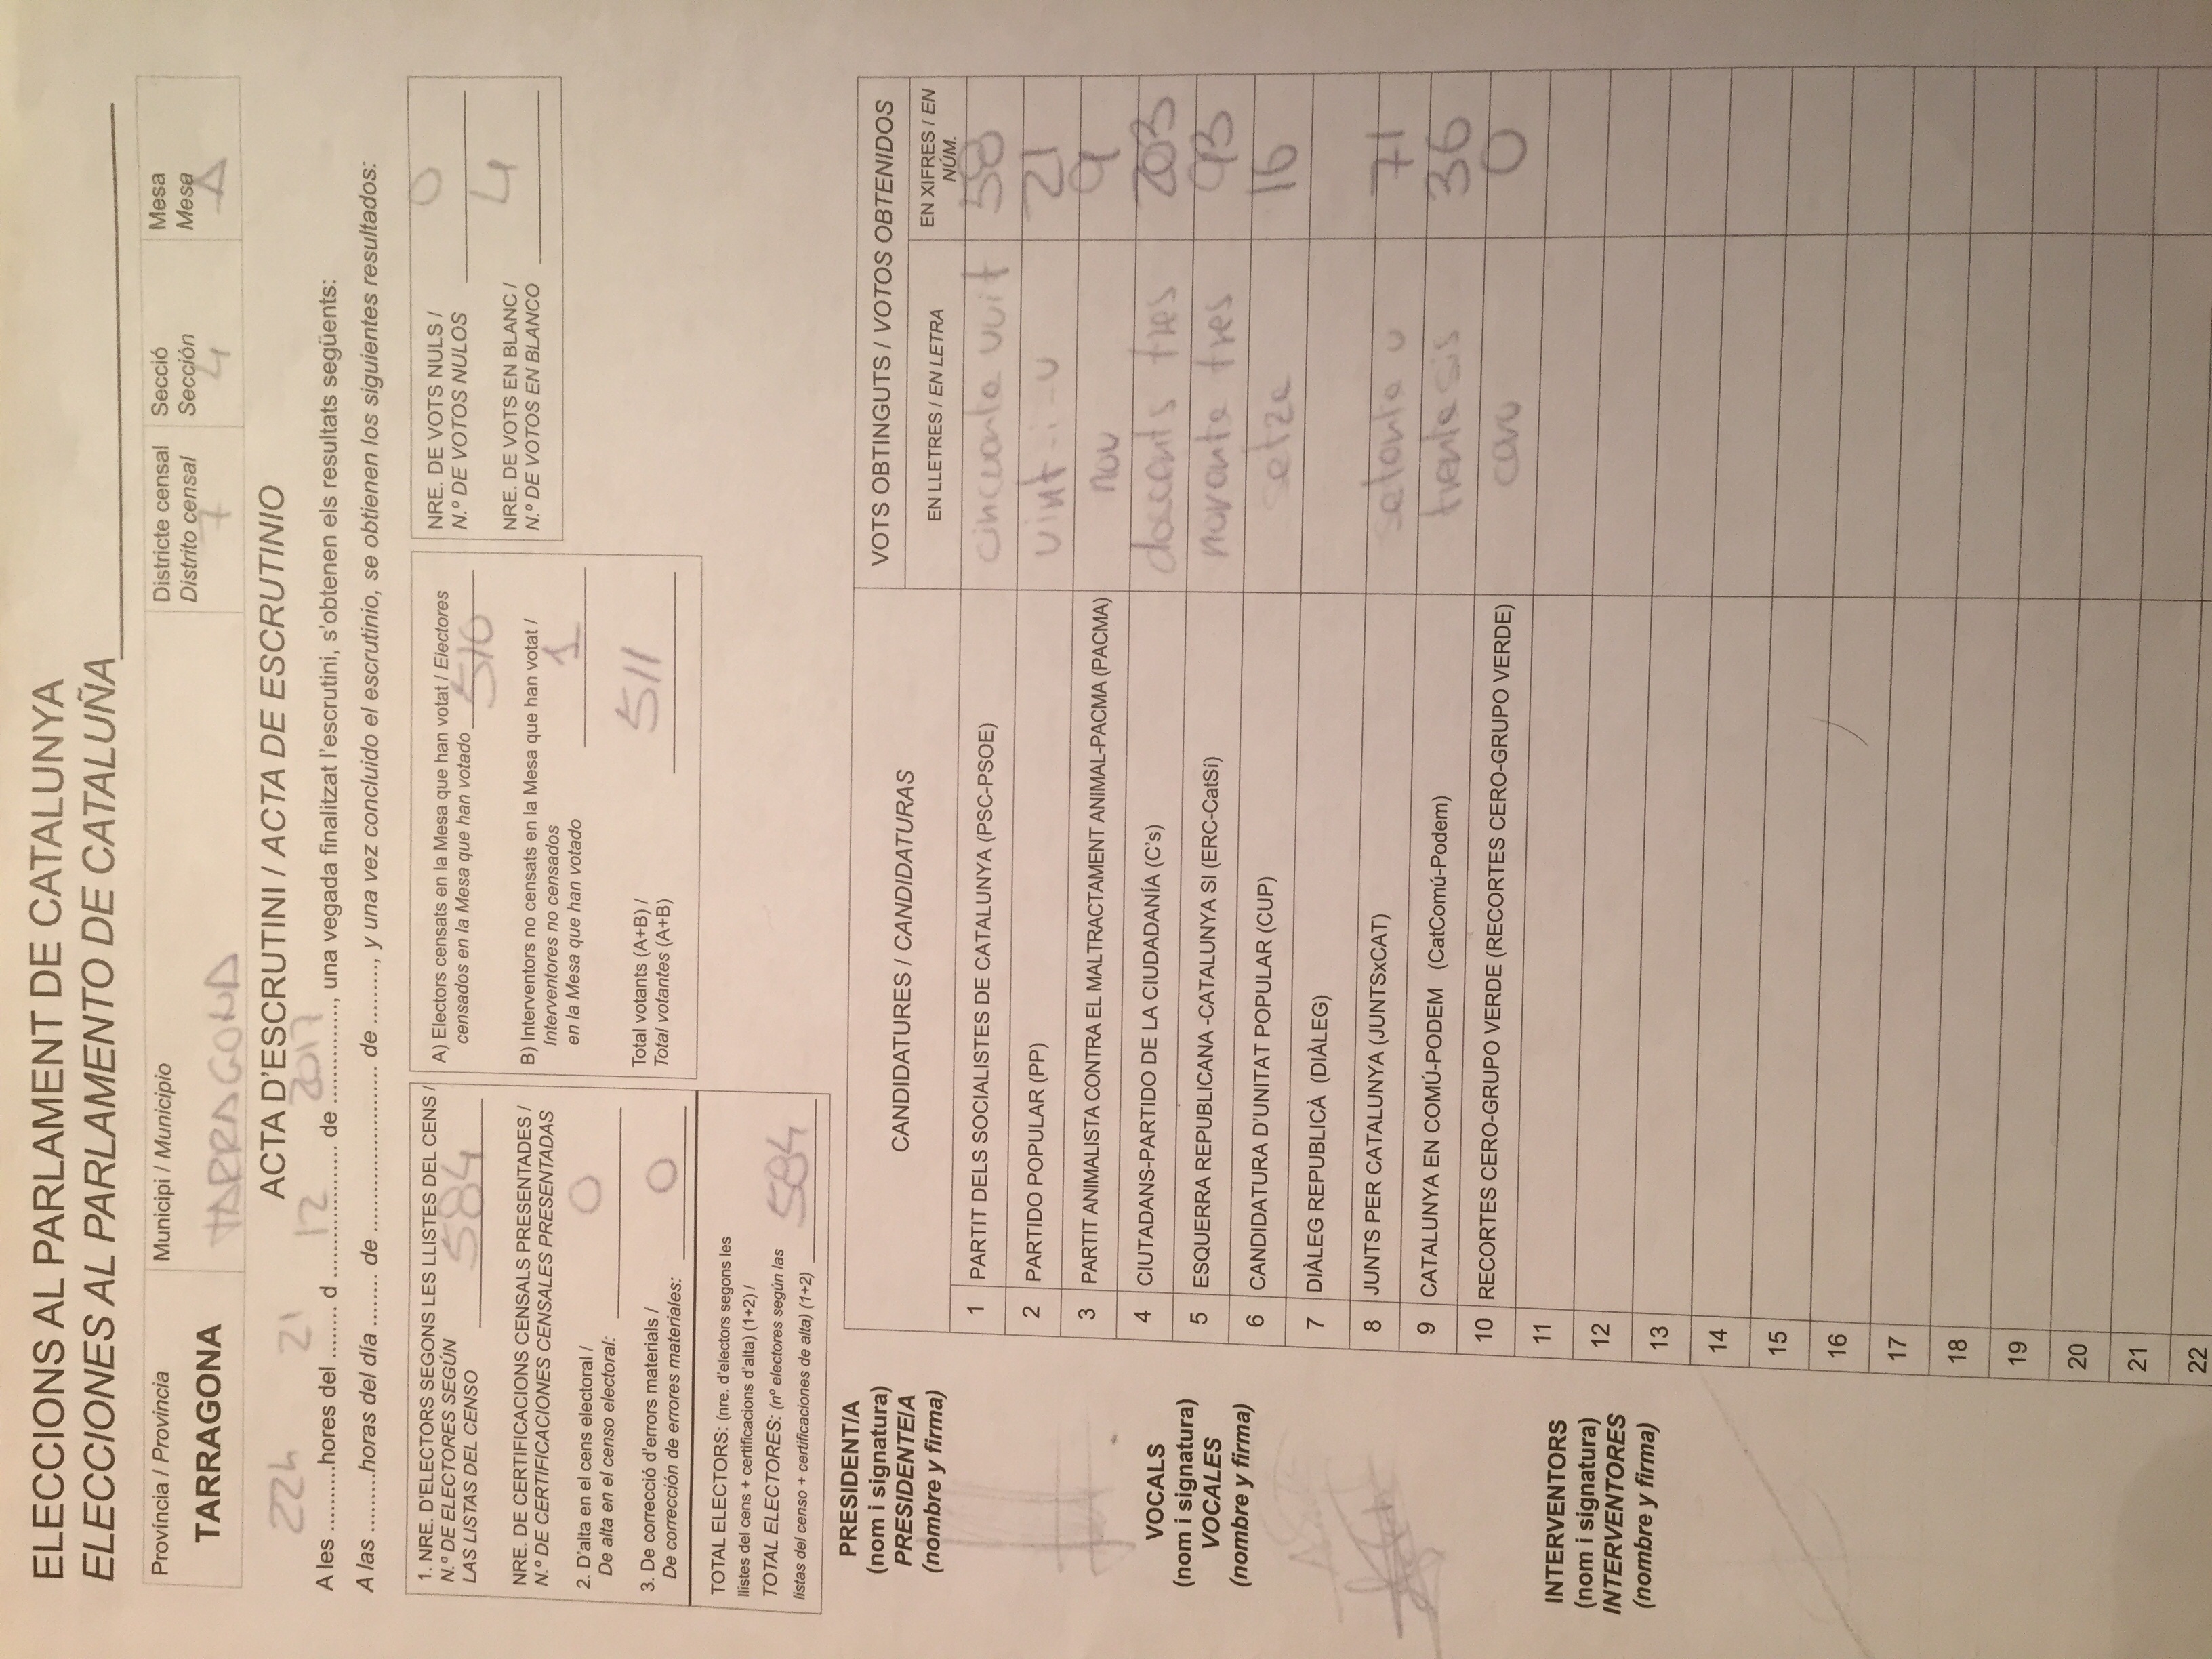 ELECCIONS AL PARLAMENT DE CATALUNYA
ELECCIONES AL PARLAMENTO DE CATALUÑA
Província / Provincia
TARRAGONA
Municipi / Municipio
TARRAGONA
Districte censal
Distrito censal
7
Secció
Sección
4
Mesa
Mesa
A
ACTA D'ESCRUTINI / ACTA DE ESCRUTINIO
22h 21 12 2017
A les ..........hores del ........ d .................... de ..............., una vegada finalitzat l'escrutini, s'obtenen els resultats següents:
A las .........horas del día ........ de ......................... de ........., y una vez concluido el escrutinio, se obtienen los siguientes resultados:
1. NRE. D'ELECTORS SEGONS LES LLISTES DEL CENS /
N.º DE ELECTORES SEGÚN
LAS LISTAS DEL CENSO 584
NRE. DE CERTIFICACIONS CENSALS PRESENTADES /
N.º DE CERTIFICACIONES CENSALES PRESENTADAS
2. D'alta en el cens electoral /
De alta en el censo electoral: 0
3. De correcció d'errors materials /
De corrección de errores materiales: 0
TOTAL ELECTORS: (nre. d'electors segons les
llistes del cens + certificacions d'alta) (1+2) /
TOTAL ELECTORES: (nº electores según las
listas del censo + certificaciones de alta) (1+2) 584
A) Electors censats en la Mesa que han votat / Electores
censados en la Mesa que han votado 510
B) Interventors no censats en la Mesa que han votat /
Interventores no censados
en la Mesa que han votado 1
Total votants (A+B) /
Total votantes (A+B) 511
NRE. DE VOTS NULS /
N.º DE VOTOS NULOS 0
NRE. DE VOTS EN BLANC /
N.º DE VOTOS EN BLANCO 4
PRESIDENT/A
(nom i signatura)
PRESIDENTE/A
(nombre y firma)
VOCALS
(nom i signatura)
VOCALES
(nombre y firma)
INTERVENTORS
(nom i signatura)
INTERVENTORES
(nombre y firma)
CANDIDATURES / CANDIDATURAS
VOTS OBTINGUTS / VOTOS OBTENIDOS
EN LLETRES / EN LETRA
EN XIFRES / EN
NÚM.
1 PARTIT DELS SOCIALISTES DE CATALUNYA (PSC-PSOE) cincuanta vuit 58
2 PARTIDO POPULAR (PP) vint-i-u 21
3 PARTIT ANIMALISTA CONTRA EL MALTRACTAMENT ANIMAL-PACMA (PACMA) nou 9
4 CIUTADANS-PARTIDO DE LA CIUDADANÍA (C's) doscents tres 203
5 ESQUERRA REPUBLICANA -CATALUNYA SI (ERC-CatSí) noranta tres 93
6 CANDIDATURA D'UNITAT POPULAR (CUP) setze 16
7 DIÀLEG REPUBLICÀ (DIÀLEG)
8 JUNTS PER CATALUNYA (JUNTSxCAT) setanta u 71
9 CATALUNYA EN COMÚ-PODEM (CatComú-Podem) trenta sis 36
10 RECORTES CERO-GRUPO VERDE (RECORTES CERO-GRUPO VERDE) 0
11
12
13
14
15
16
17
18
19
20
21
22